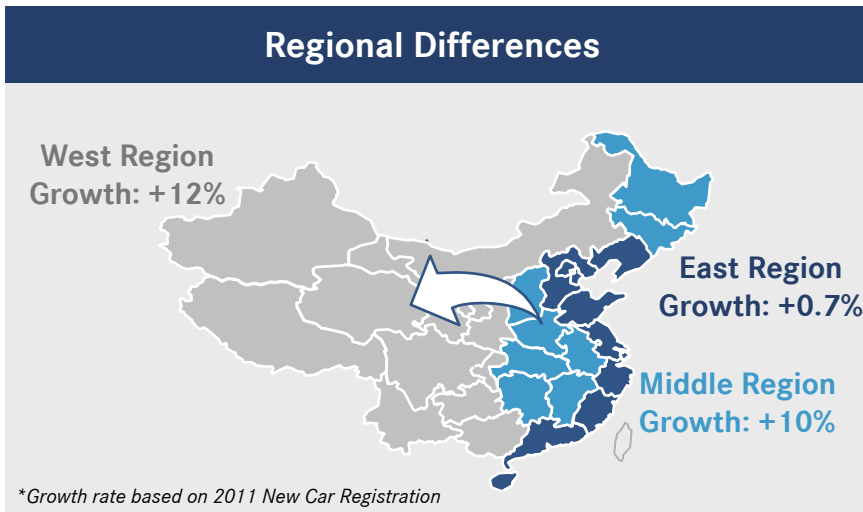 Regional Differences
West Region
Growth: +12%
East Region
Growth: +0.7%
Middle Region
Growth: +10%
*Growth rate based on 2011 New Car Registration